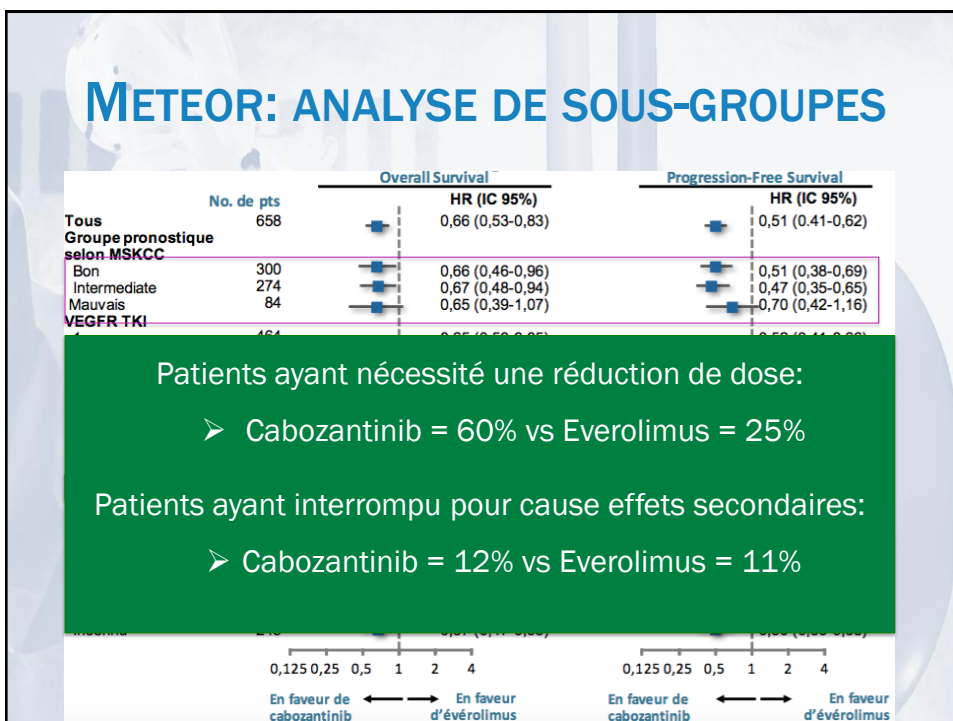 METEOR: ANALYSE DE SOUS-GROUPES
Overall Survival Progression-Free Survival
No. de pts HR (IC 95%) HR (IC 95%)
Tous 658 0,66 (0,53-0,83) 0,51 (0.41-0,62)
Groupe pronostique
selon MSKCC
Bon 300 0,66 (0,46-0,96) 0,51 (0,38-0,69)
Intermediate 274 0,67 (0,48-0,94) 0,47 (0,35-0,65)
Mauvais 84 0,65 (0,39-1,07) 0,70 (0,42-1,16)
VEGFR TKI
Patients ayant nécessité une réduction de dose:
➢ Cabozantinib = 60% vs Everolimus = 25%
Patients ayant interrompu pour cause effets secondaires:
➢ Cabozantinib = 12% vs Everolimus = 11%
0,125 0,25 0,5 1 2 4 0,125 0,25 0,5 1 2 4
En faveur de En faveur En faveur de En faveur
cabozantinib d'évérolimus cabozantinib d'évérolimus